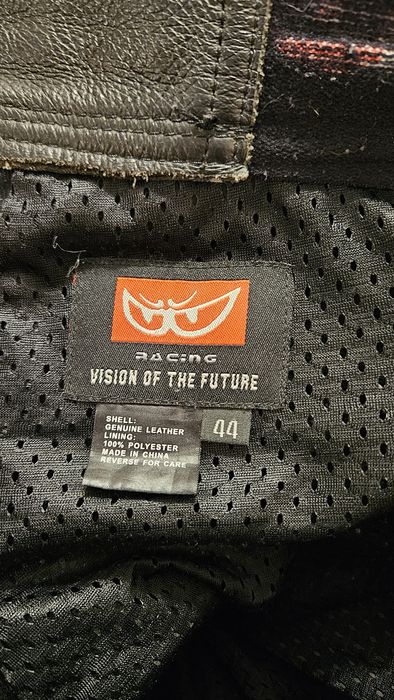 RACING
VISION OF THE FUTURE
SHELL:
GENUINE LEATHER
LINING:
100% POLYESTER
MADE IN CHINA
REVERSE FOR CARE
44